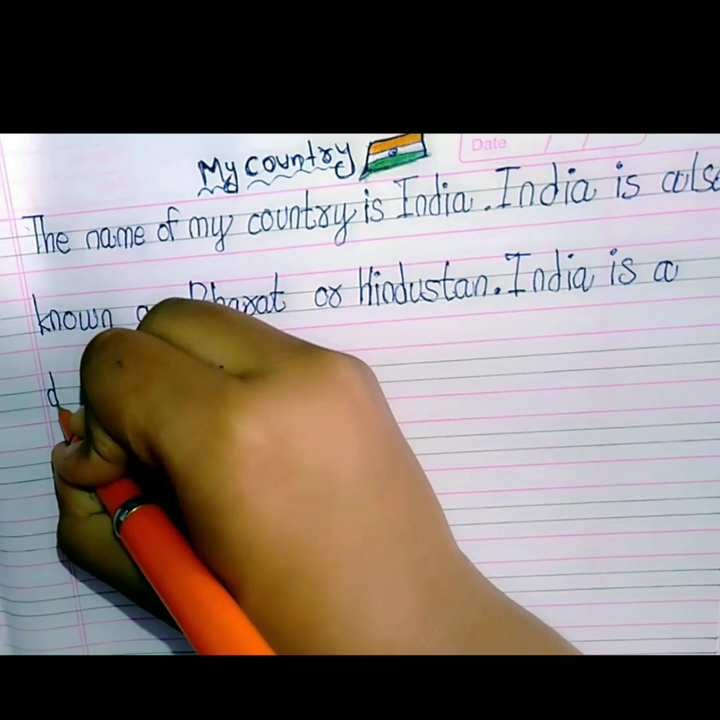 My country
Date / /
The name of my country is India. India is also
known as Bharat or Hindustan. India is a
d